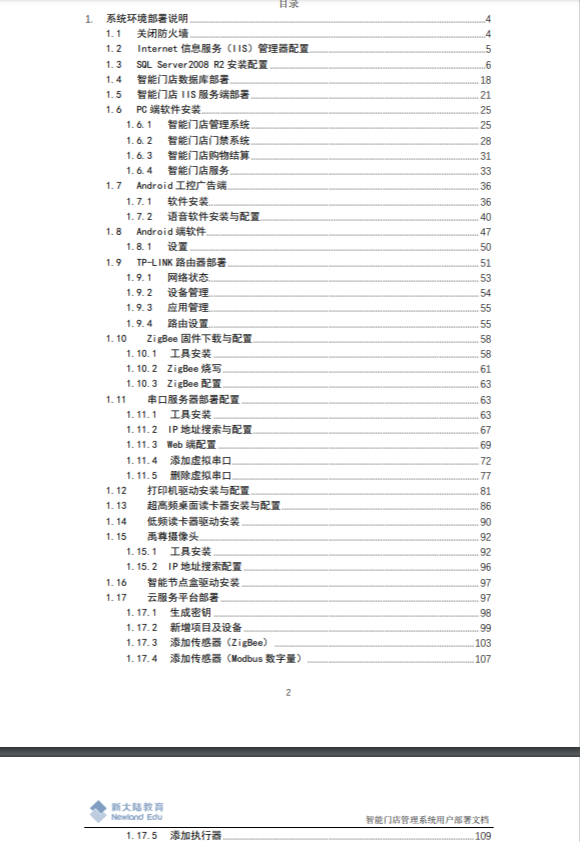 目录
1. 系统环境部署说明 4
1.1 关闭防火墙 4
1.2 Internet 信息服务（IIS）管理器配置 5
1.3 SQL Server2008 R2 安装配置 6
1.4 智能门店数据库部署 18
1.5 智能门店 IIS 服务端部署 21
1.6 PC 端软件安装 25
1.6.1 智能门店管理系统 25
1.6.2 智能门店门禁系统 28
1.6.3 智能门店购物结算 31
1.6.4 智能门店服务 33
1.7 Android 工控广告端 36
1.7.1 软件安装 36
1.7.2 语音软件安装与配置 40
1.8 Android 端软件 47
1.8.1 设置 50
1.9 TP-LINK 路由器部署 51
1.9.1 网络状态 53
1.9.2 设备管理 54
1.9.3 应用管理 55
1.9.4 路由设置 55
1.10 ZigBee 固件下载与配置 58
1.10.1 工具安装 58
1.10.2 ZigBee 烧写 61
1.10.3 ZigBee 配置 63
1.11 串口服务器部署配置 63
1.11.1 工具安装 63
1.11.2 IP 地址搜索与配置 67
1.11.3 Web 端配置 69
1.11.4 添加虚拟串口 72
1.11.5 删除虚拟串口 77
1.12 打印机驱动安装与配置 81
1.13 超高频桌面读卡器安装与配置 86
1.14 低频读卡器驱动安装 90
1.15 禹尊摄像头 92
1.15.1 工具安装 92
1.15.2 IP 地址搜索配置 96
1.16 智能节点盒驱动安装 97
1.17 云服务平台部署 97
1.17.1 生成密钥 98
1.17.2 新增项目及设备 99
1.17.3 添加传感器（ZigBee） 103
1.17.4 添加传感器（Modbus 数字量） 107
2
新大陆教育
Newland Edu
智能门店管理系统用户部署文档
1.17.5 添加执行器 109